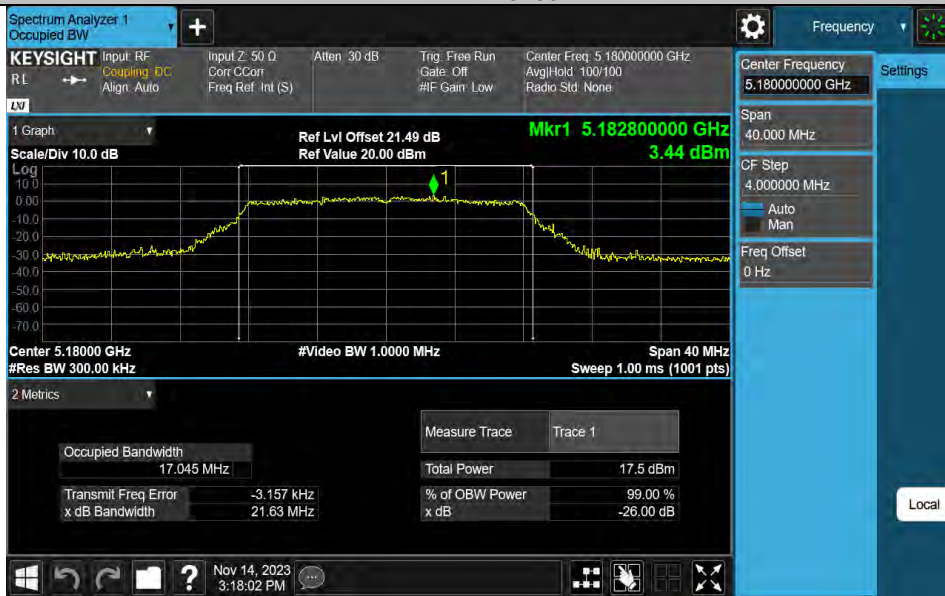 Spectrum Analyzer 1
Occupied BW
Frequency
KEYSIGHT
Input: RF
Coupling: DC
Align: Auto
RL
LXI
Input Z: 50 Ω
Corr CCorr
Freq Ref: Int (S)
Atten: 30 dB
Trig: Free Run
Gate: Off
#IF Gain: Low
Center Freq: 5.180000000 GHz
Avg|Hold: 100/100
Radio Std: None
Center Frequency
5.180000000 GHz
Settings
Span
40.000 MHz
CF Step
4.000000 MHz
Auto
Man
Freq Offset
0 Hz
1 Graph
Scale/Div 10.0 dB
Ref Lvl Offset 21.49 dB
Ref Value 20.00 dBm
Mkr1 5.182800000 GHz
3.44 dBm
Log
10.0
0.00
-10.0
-20.0
-30.0
-40.0
-50.0
-60.0
-70.0
1
Center 5.18000 GHz
#Res BW 300.00 kHz
#Video BW 1.0000 MHz
Span 40 MHz
Sweep 1.00 ms (1001 pts)
2 Metrics
Measure Trace Trace 1
Occupied Bandwidth
17.045 MHz
Total Power 17.5 dBm
Transmit Freq Error -3.157 kHz
% of OBW Power 99.00 %
x dB Bandwidth 21.63 MHz
x dB -26.00 dB
Local
?
Nov 14, 2023
3:18:02 PM